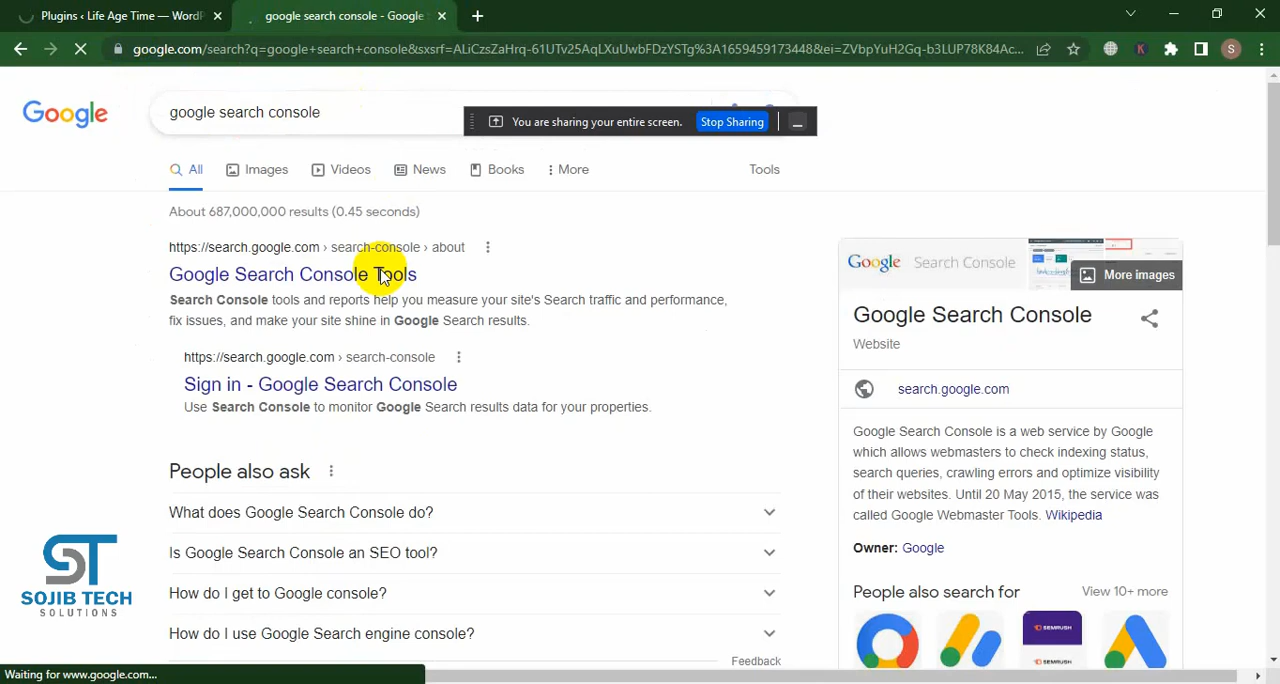 Plugins ‹ Life Age Time — WordP
google search console - Google
google.com/search?q=google+search+console&sxsrf=ALiCzsZaHrq-61UTv25AqLXuUwbFDzYSTg%3A1659459173448&ei=ZVbpYuH2Gq-b3LUP78K84Ac...
K
S
Google
google search console
You are sharing your entire screen.
Stop Sharing
All
Images
Videos
News
Books
More
Tools
About 687,000,000 results (0.45 seconds)
https://search.google.com › search-console › about
Google Search Console Tools
Search Console tools and reports help you measure your site's Search traffic and performance,
fix issues, and make your site shine in Google Search results.
https://search.google.com › search-console
Sign in - Google Search Console
Use Search Console to monitor Google Search results data for your properties.
People also ask
What does Google Search Console do?
Is Google Search Console an SEO tool?
How do I get to Google console?
How do I use Google Search engine console?
Feedback
Google Search Console
More images
Google Search Console
Website
search.google.com
Google Search Console is a web service by Google
which allows webmasters to check indexing status,
search queries, crawling errors and optimize visibility
of their websites. Until 20 May 2015, the service was
called Google Webmaster Tools. Wikipedia
Owner: Google
People also search for
View 10+ more
SEMRUSH
SEMRUSH
ST
SOJIB TECH
SOLUTIONS
Waiting for www.google.com...